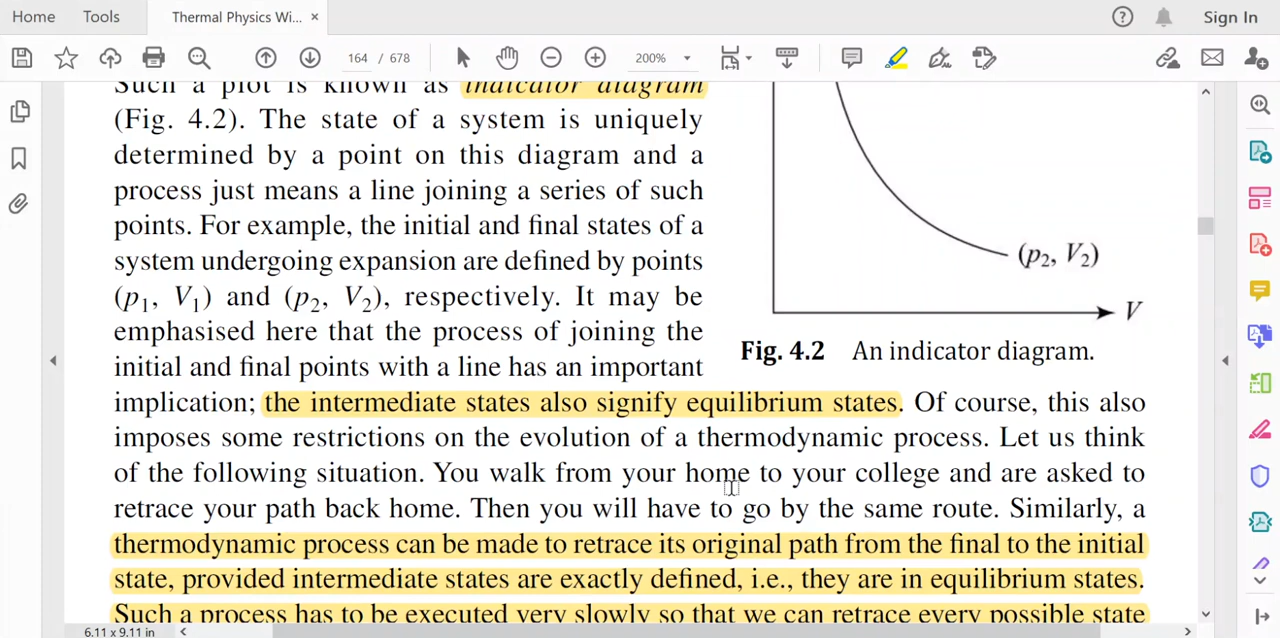 Home Tools Thermal Physics Wi... × Sign In
164 / 678 200%
Such a plot is known as indicator diagram
(Fig. 4.2). The state of a system is uniquely
determined by a point on this diagram and a
process just means a line joining a series of such
points. For example, the initial and final states of a
system undergoing expansion are defined by points
(p₁, V₁) and (p₂, V₂), respectively. It may be
emphasised here that the process of joining the
initial and final points with a line has an important
(p₂, V₂)
V
Fig. 4.2 An indicator diagram.
implication; the intermediate states also signify equilibrium states. Of course, this also
imposes some restrictions on the evolution of a thermodynamic process. Let us think
of the following situation. You walk from your home to your college and are asked to
retrace your path back home. Then you will have to go by the same route. Similarly, a
thermodynamic process can be made to retrace its original path from the final to the initial
state, provided intermediate states are exactly defined, i.e., they are in equilibrium states.
Such a process has to be executed very slowly so that we can retrace every possible state
6.11 x 9.11 in